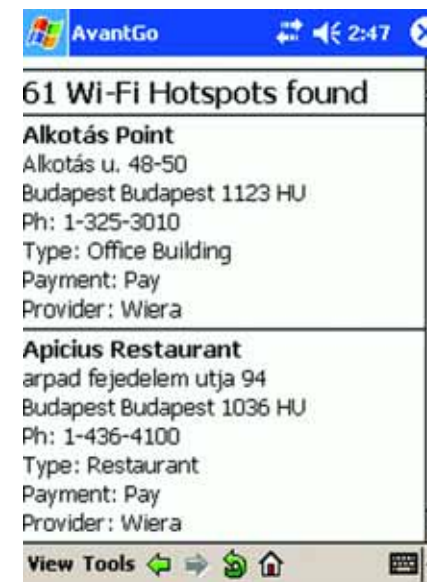 AvantGo 2:47
61 Wi-Fi Hotspots found
Alkotás Point
Alkotás u. 48-50
Budapest Budapest 1123 HU
Ph: 1-325-3010
Type: Office Building
Payment: Pay
Provider: Wiera
Apicius Restaurant
arpad fejedelem utja 94
Budapest Budapest 1036 HU
Ph: 1-436-4100
Type: Restaurant
Payment: Pay
Provider: Wiera
View Tools